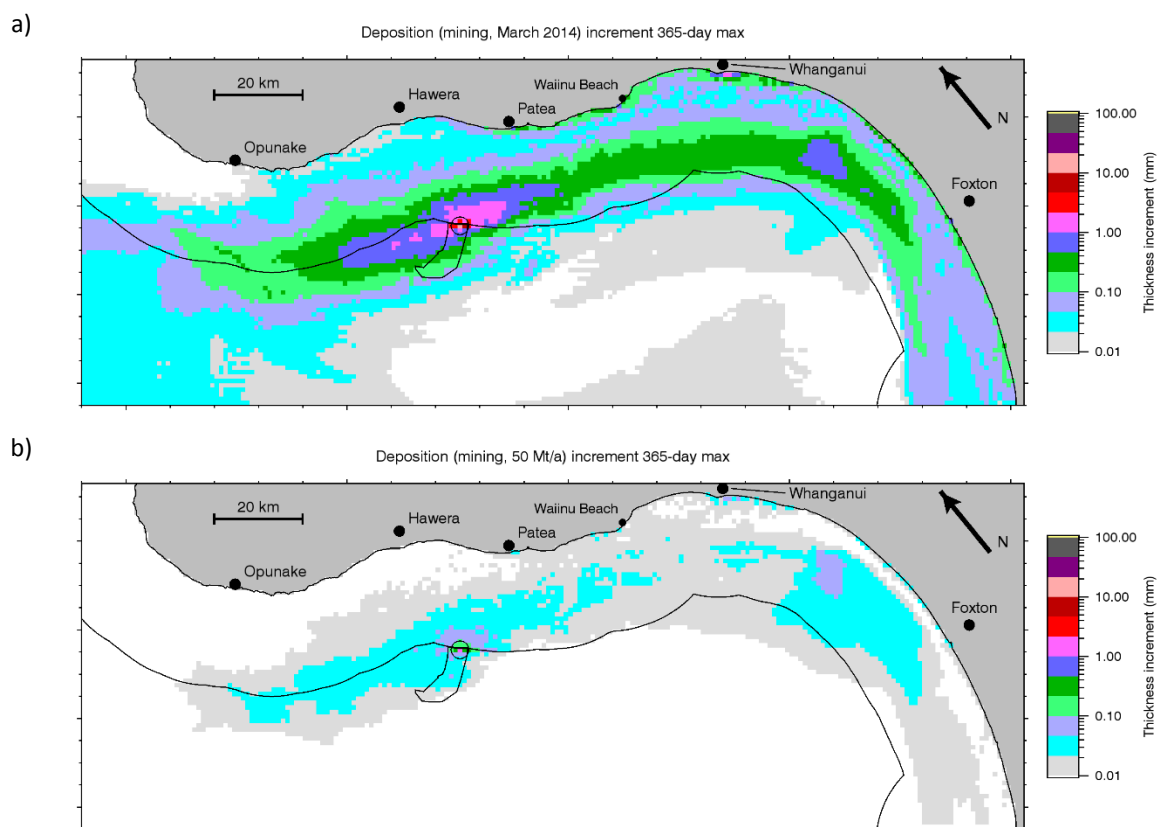 a)
Deposition (mining, March 2014) increment 365-day max
Whanganui
20 km
Waiinu Beach
Hawera
Patea
N
Opunake
Foxton
100.00
10.00
1.00
0.10
0.01
Thickness increment (mm)
b)
Deposition (mining, 50 Mt/a) increment 365-day max
Whanganui
20 km
Waiinu Beach
Hawera
Patea
N
Opunake
Foxton
100.00
10.00
1.00
0.10
0.01
Thickness increment (mm)